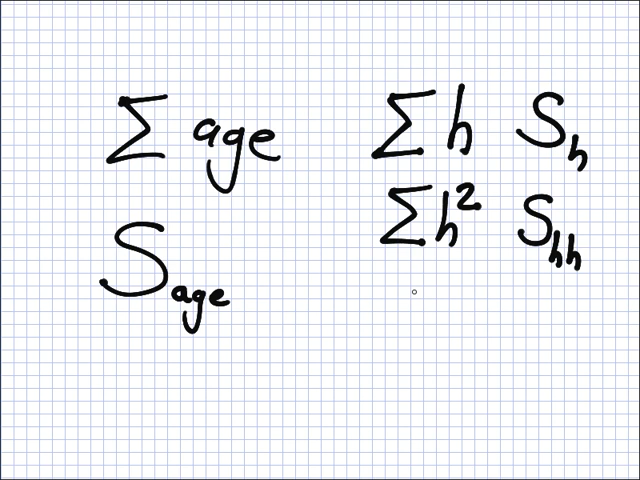 Σ age
S_age
Σ h S_h
Σ h² S_hh